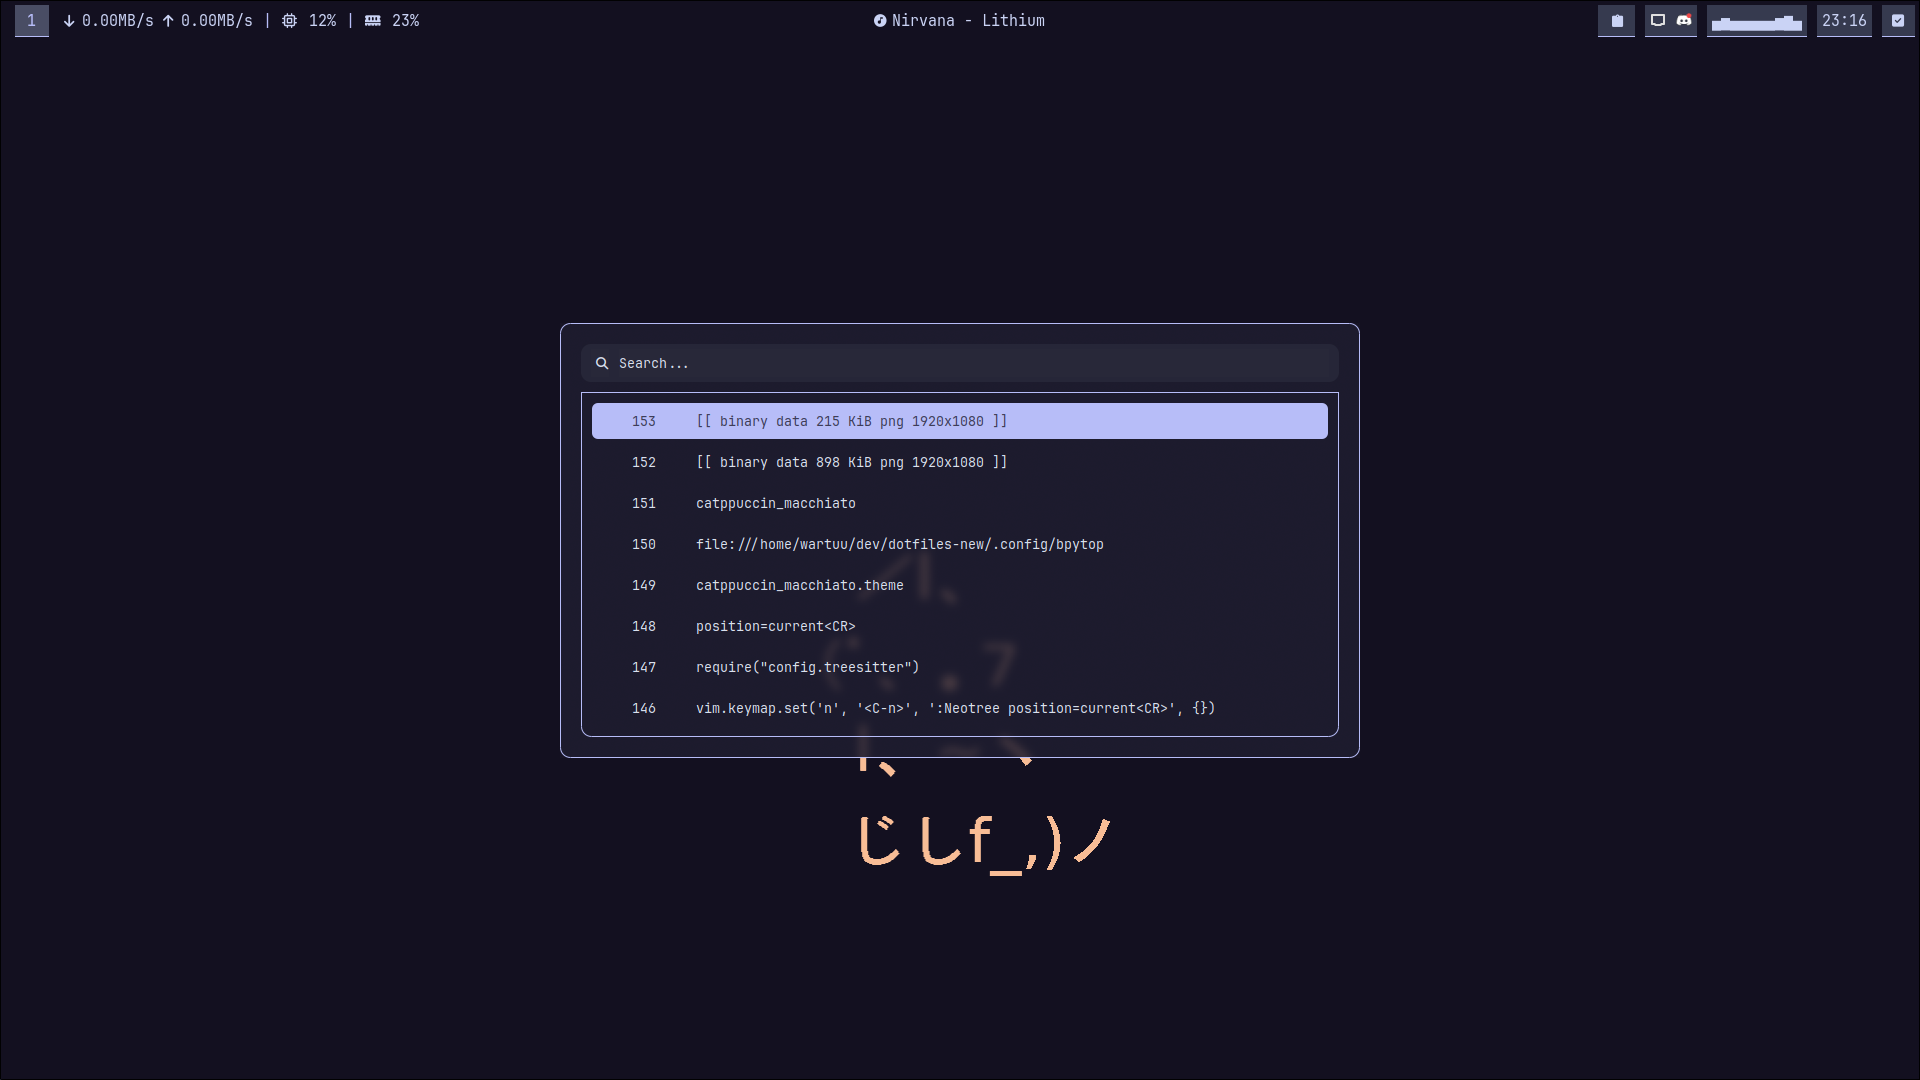 1 0.00MB/s 0.00MB/s | 12% | 23% Nirvana - Lithium 23:16
Search...
153 [[ binary data 215 KiB png 1920x1080 ]]
152 [[ binary data 898 KiB png 1920x1080 ]]
151 catppuccin_macchiato
150 file:///home/wartuu/dev/dotfiles-new/.config/bpytop
149 catppuccin_macchiato.theme
148 position=current<CR>
147 require("config.treesitter")
146 vim.keymap.set('n', '<C-n>', ':Neotree position=current<CR>', {})
じしf_,)ノ